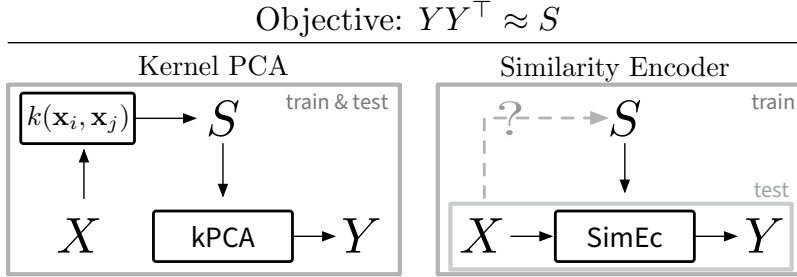 Objective: YY⊤ ≈ S
Kernel PCA
k(xᵢ, xⱼ)
S
train & test
X
kPCA
Y
Similarity Encoder
?
S
train
test
X
SimEc
Y